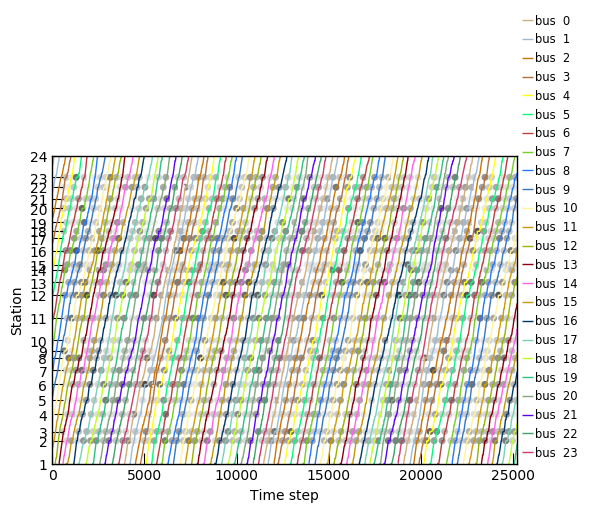 bus 0
bus 1
bus 2
bus 3
bus 4
bus 5
bus 6
bus 7
bus 8
bus 9
bus 10
bus 11
bus 12
bus 13
bus 14
bus 15
bus 16
bus 17
bus 18
bus 19
bus 20
bus 21
bus 22
bus 23
Station
24
23
22
21
20
19
18
17
16
15
14
13
12
11
10
9
8
7
6
5
4
3
2
1
0 5000 10000 15000 20000 25000
Time step